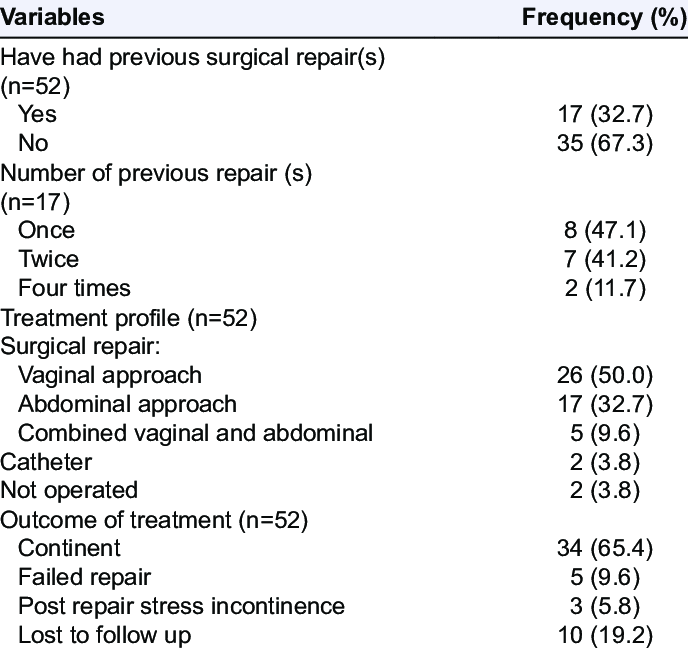 Variables Frequency (%)
Have had previous surgical repair(s)
(n=52)
Yes 17 (32.7)
No 35 (67.3)
Number of previous repair (s)
(n=17)
Once 8 (47.1)
Twice 7 (41.2)
Four times 2 (11.7)
Treatment profile (n=52)
Surgical repair:
Vaginal approach 26 (50.0)
Abdominal approach 17 (32.7)
Combined vaginal and abdominal 5 (9.6)
Catheter 2 (3.8)
Not operated 2 (3.8)
Outcome of treatment (n=52)
Continent 34 (65.4)
Failed repair 5 (9.6)
Post repair stress incontinence 3 (5.8)
Lost to follow up 10 (19.2)